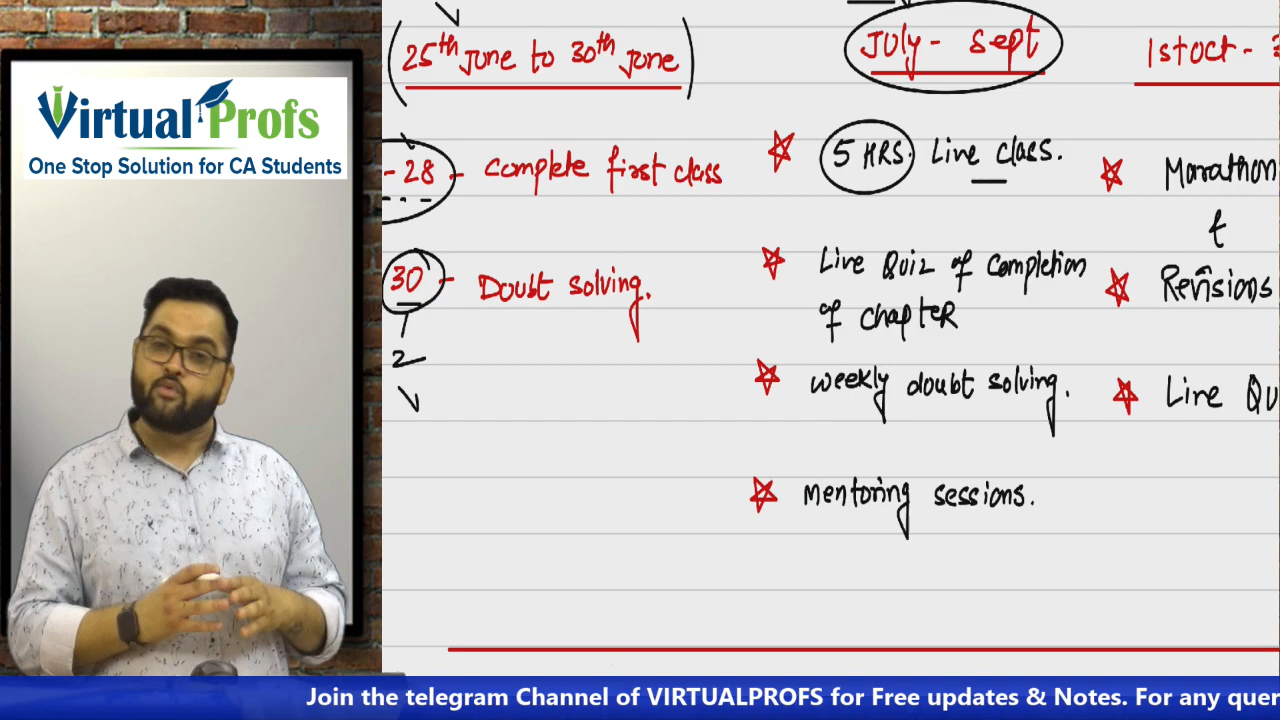 Virtual Profs
One Stop Solution for CA Students
(25th June to 30th June)
- 28 - Complete first class
30 - Doubt solving.
2
July - Sept
5 HRS. Live class.
Live Quiz of completion
of chapter
weekly doubt solving.
mentoring sessions.
1st oct - 3
Marathon
&
Revisions
Live Qu
Join the telegram Channel of VIRTUALPROFS for Free updates & Notes. For any quer